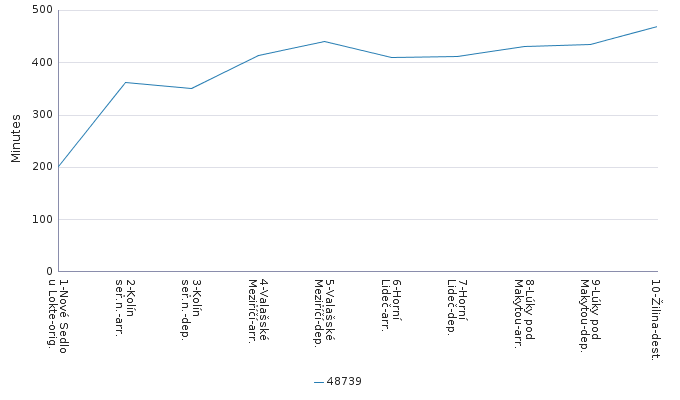 500
400
300
200
100
0
Minutes
1-Nové Sedlo
u Lokte-orig.
2-Kolín
seř.n.-arr.
3-Kolín
seř.n.-dep.
4-Valašské
Meziříčí-arr.
5-Valašské
Meziříčí-dep.
6-Horní
Lideč-arr.
7-Horní
Lideč-dep.
8-Lúky pod
Makytou-arr.
9-Lúky pod
Makytou-dep.
10-Žilina-dest.
48739